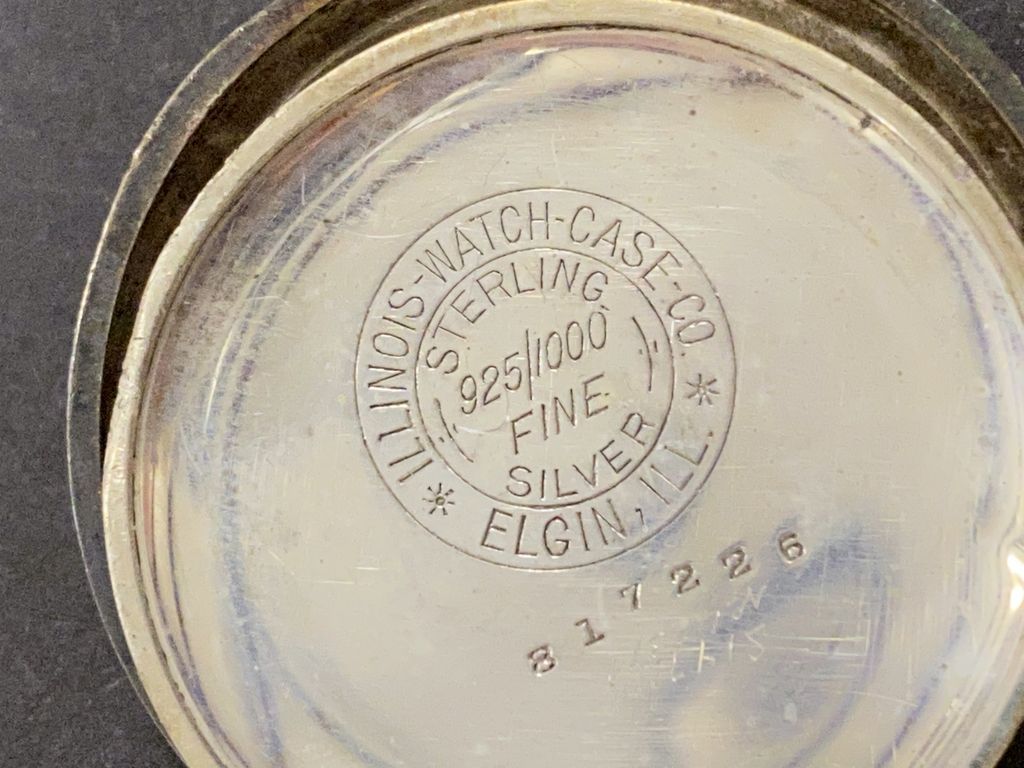 ILLINOIS-WATCH-CASE-CO.
STERLING
925/1000
FINE
SILVER
ELGIN, ILL.
817226